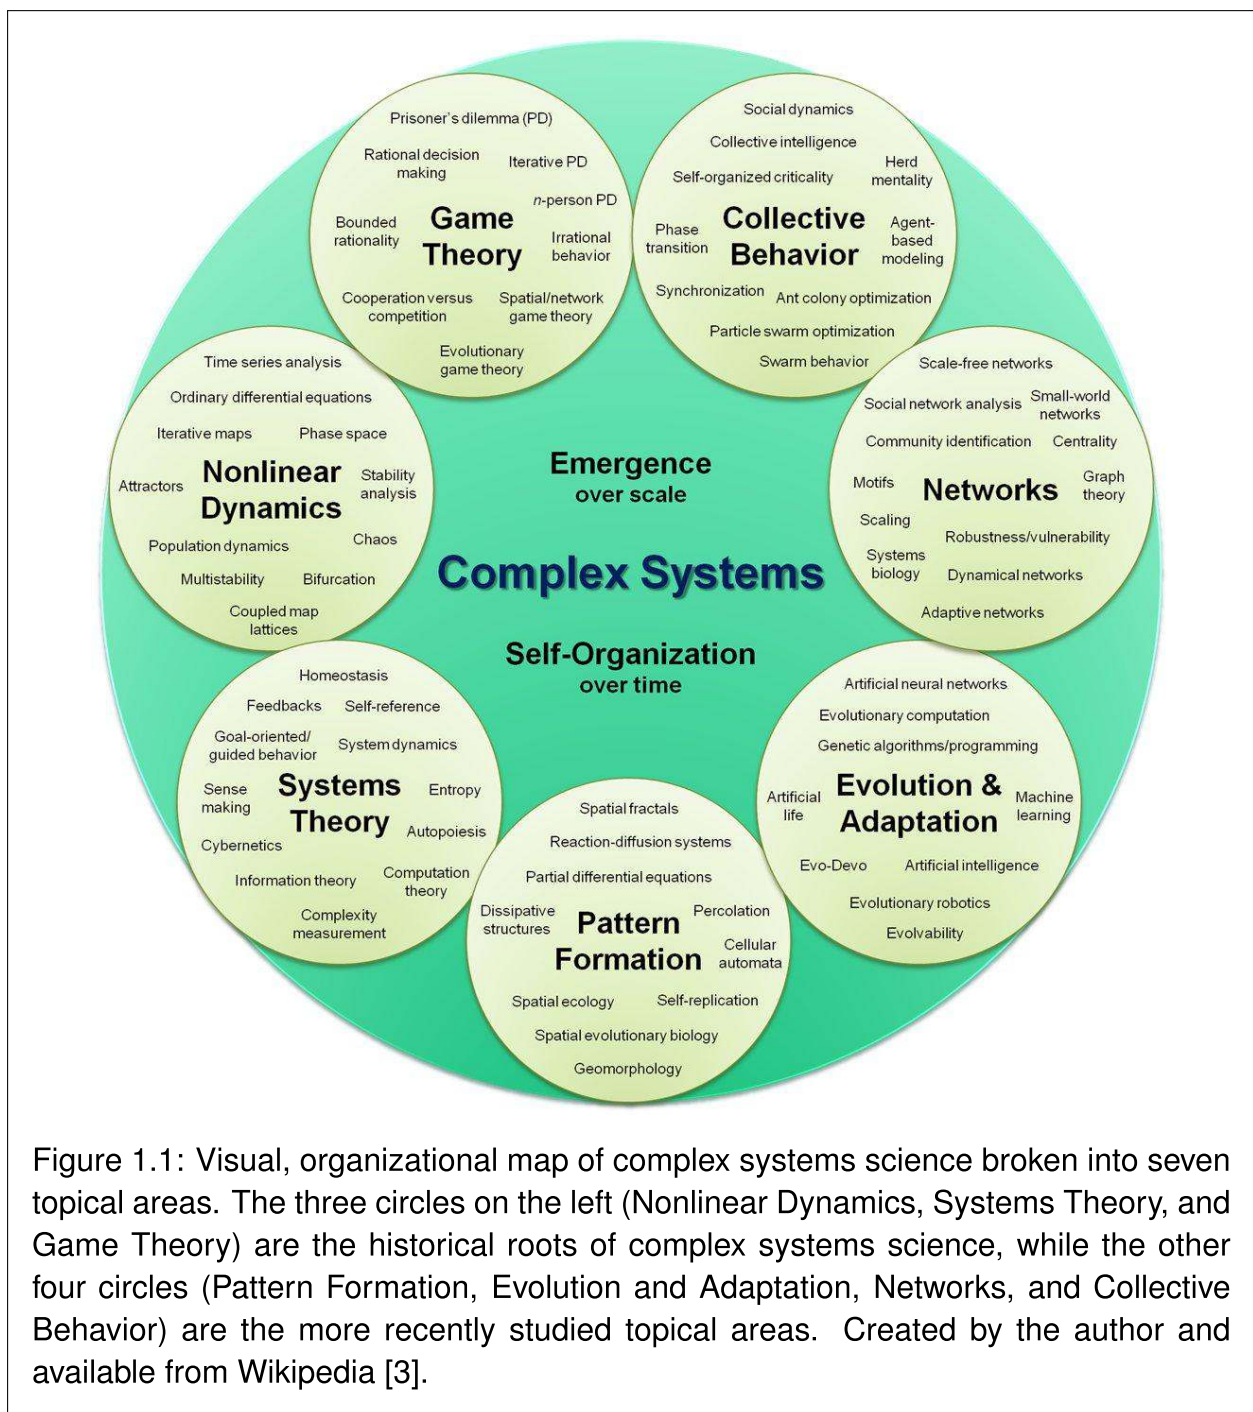 Prisoner's dilemma (PD)
Rational decision
making
Iterative PD
n-person PD
Game
Theory
Bounded
rationality
Irrational
behavior
Cooperation versus
competition
Spatial/network
game theory
Evolutionary
game theory
Social dynamics
Collective intelligence
Self-organized criticality
Herd
mentality
Phase
transition
Collective
Behavior
Agent-
based
modeling
Synchronization
Ant colony optimization
Particle swarm optimization
Swarm behavior
Time series analysis
Ordinary differential equations
Iterative maps
Phase space
Attractors
Nonlinear
Dynamics
Stability
analysis
Population dynamics
Chaos
Multistability
Bifurcation
Coupled map
lattices
Emergence
over scale
Complex Systems
Self-Organization
over time
Scale-free networks
Social network analysis
Small-world
networks
Community identification
Centrality
Motifs
Networks
Graph
theory
Scaling
Robustness/vulnerability
Systems
biology
Dynamical networks
Adaptive networks
Homeostasis
Feedbacks
Self-reference
Goal-oriented/
guided behavior
System dynamics
Sense
making
Systems
Theory
Entropy
Autopoiesis
Cybernetics
Information theory
Computation
theory
Complexity
measurement
Spatial fractals
Reaction-diffusion systems
Partial differential equations
Dissipative
structures
Pattern
Formation
Percolation
Cellular
automata
Spatial ecology
Self-replication
Spatial evolutionary biology
Geomorphology
Artificial neural networks
Evolutionary computation
Genetic algorithms/programming
Artificial
life
Evolution &
Adaptation
Machine
learning
Evo-Devo
Artificial intelligence
Evolutionary robotics
Evolvability
Figure 1.1: Visual, organizational map of complex systems science broken into seven
topical areas. The three circles on the left (Nonlinear Dynamics, Systems Theory, and
Game Theory) are the historical roots of complex systems science, while the other
four circles (Pattern Formation, Evolution and Adaptation, Networks, and Collective
Behavior) are the more recently studied topical areas. Created by the author and
available from Wikipedia [3].